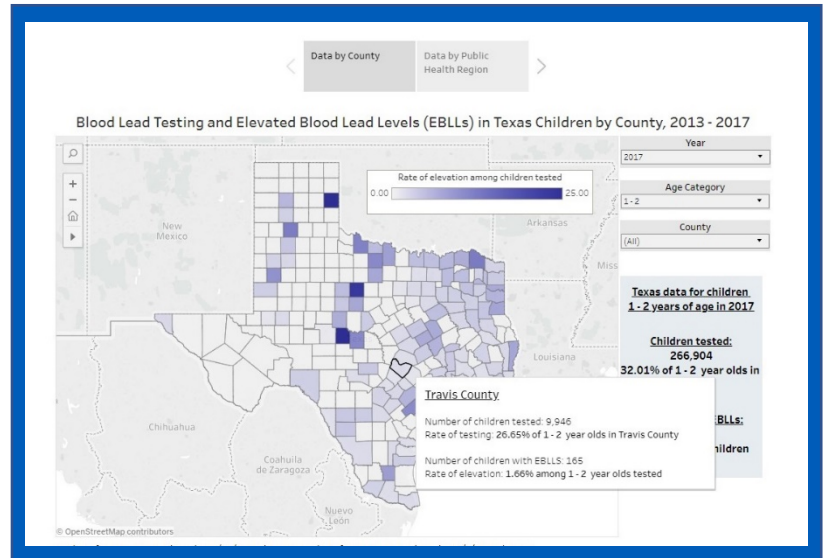 Data by County
Data by Public
Health Region
Blood Lead Testing and Elevated Blood Lead Levels (EBLLs) in Texas Children by County, 2013 - 2017
Rate of elevation among children tested
0.00
25.00
New
Mexico
Arkansas
Miss
Louisiana
Chihuahua
Coahuila
de Zaragoza
Nuevo
León
Year
2017
Age Category
1 - 2
County
(All)
Texas data for children
1 - 2 years of age in 2017
Children tested:
266,904
32.01% of 1 - 2 year olds in
EBLLs:
Travis County
Number of children tested: 9,946
Rate of testing: 26.65% of 1 - 2 year olds in Travis County
Number of children with EBLLS: 165
Rate of elevation: 1.66% among 1 - 2 year olds tested
© OpenStreetMap contributors